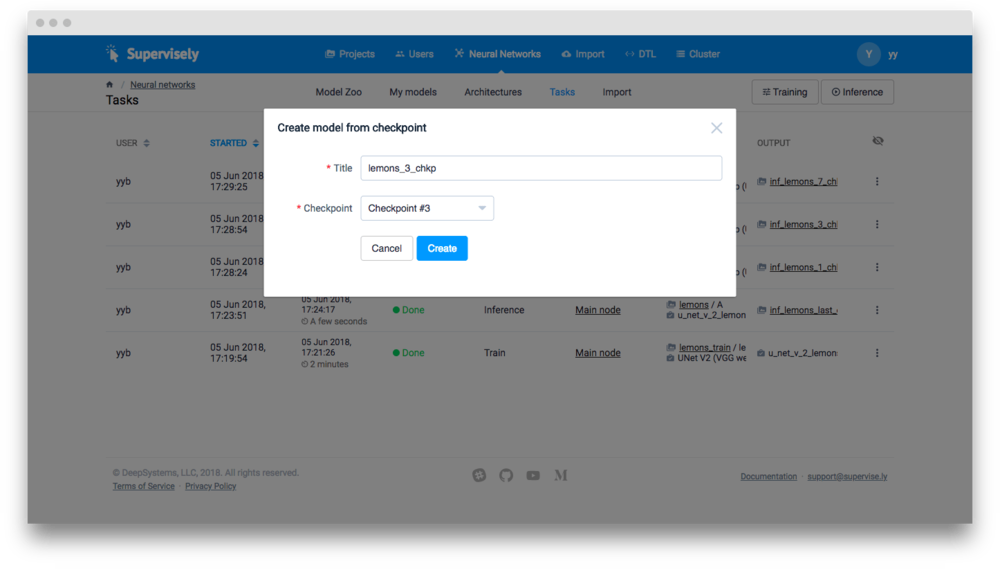 Supervisely
Projects
Users
Neural Networks
Import
DTL
Cluster
Y
yy
/ Neural networks
Tasks
Model Zoo
My models
Architectures
Tasks
Import
Training
Inference
Create model from checkpoint
* Title
lemons_3_chkp
* Checkpoint
Checkpoint #3
Cancel
Create
USER
STARTED
OUTPUT
yyb
05 Jun 2018
17:29:25
inf_lemons_7_chl
yyb
05 Jun 2018
17:28:54
inf_lemons_3_chl
yyb
05 Jun 2018
17:28:24
inf_lemons_1_chl
yyb
05 Jun 2018,
17:23:51
05 Jun 2018,
17:24:17
A few seconds
Done
Inference
Main node
lemons / A
u_net_v_2_lemon
inf_lemons_last_
yyb
05 Jun 2018,
17:19:54
05 Jun 2018,
17:21:26
2 minutes
Done
Train
Main node
lemons_train / le
UNet V2 (VGG we
u_net_v_2_lemons
© DeepSystems, LLC, 2018. All rights reserved.
Terms of Service · Privacy Policy
Documentation · support@supervise.ly